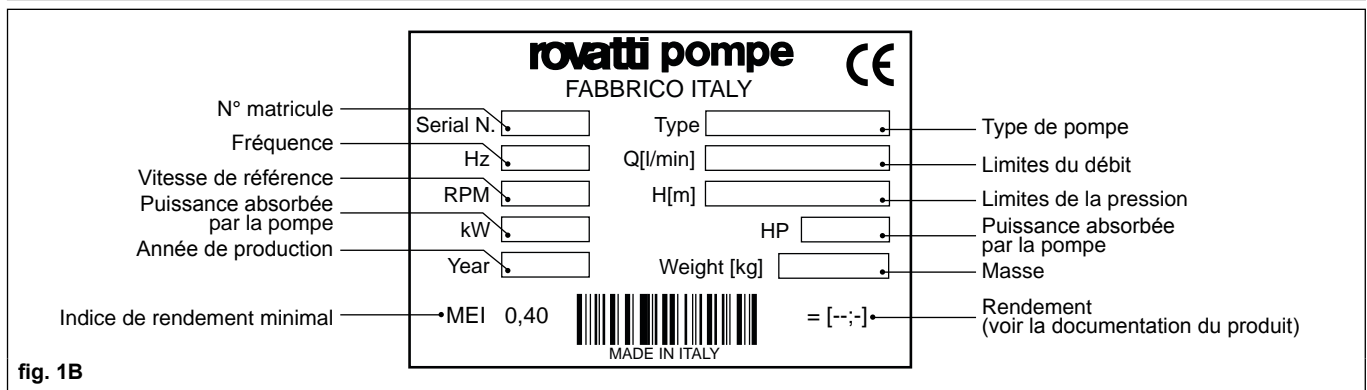 rovatti pompe
CE
FABBRICO ITALY
N° matricule
Serial N.
Type
Type de pompe
Fréquence
Hz
Q[l/min]
Limites du débit
Vitesse de référence
RPM
H[m]
Limites de la pression
Puissance absorbée
par la pompe
kW
HP
Puissance absorbée
par la pompe
Année de production
Year
Weight [kg]
Masse
Indice de rendement minimal
MEI 0,40
= [--;-]
Rendement
(voir la documentation du produit)
MADE IN ITALY
fig. 1B